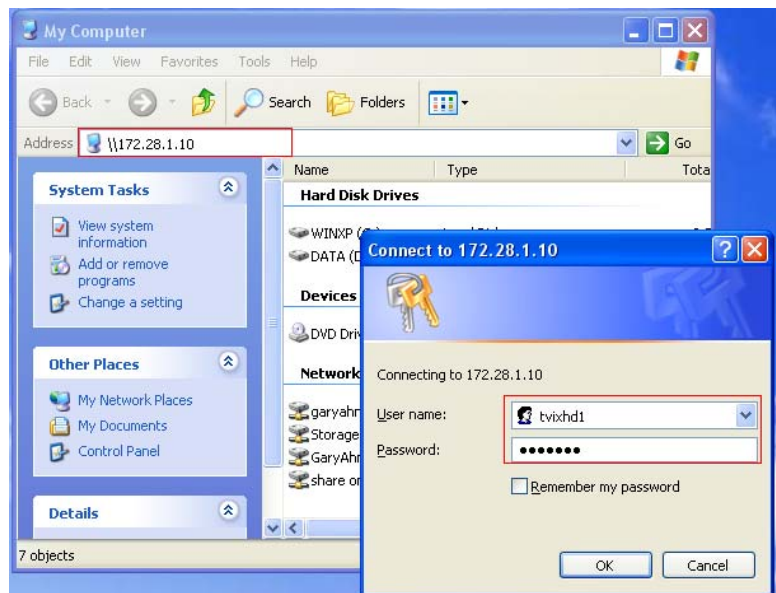 My Computer
File Edit View Favorites Tools Help
Back Search Folders
Address \\172.28.1.10 Go
Name Type Tota
System Tasks
View system
information
Add or remove
programs
Change a setting
Other Places
My Network Places
My Documents
Control Panel
Details
7 objects
Hard Disk Drives
WINXP
DATA
Devices
DVD
Network
Storage
share
Connect to 172.28.1.10
Connecting to 172.28.1.10
User name: tvixhd1
Password: •••••••
Remember my password
OK Cancel